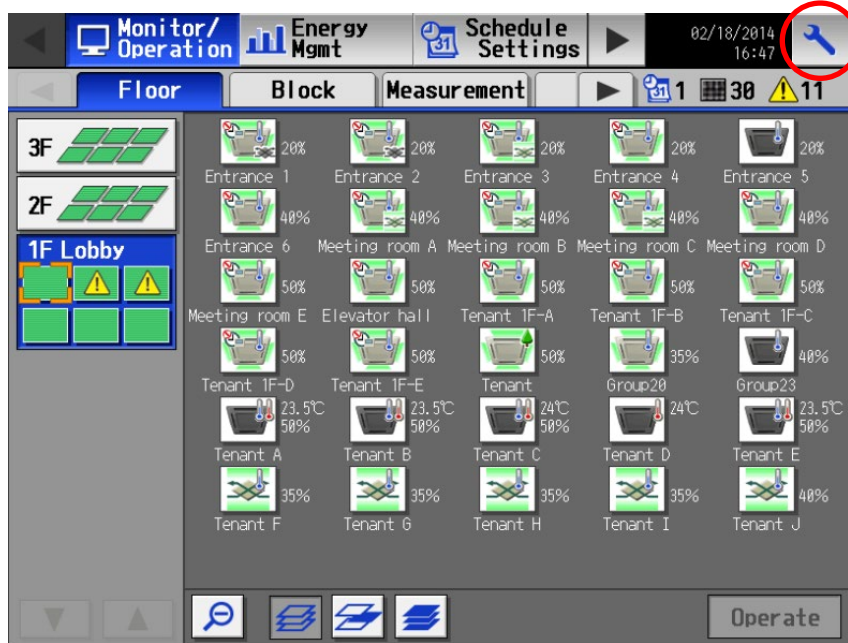 Monitor/ Operation Energy Mgmt Schedule Settings 02/18/2014 16:47
Floor Block Measurement 31 1 30 11
3F
2F
1F Lobby
20% 20% 20% 20% 20%
Entrance 1 Entrance 2 Entrance 3 Entrance 4 Entrance 5
40% 40% 40% 40% 40%
Entrance 6 Meeting room A Meeting room B Meeting room C Meeting room D
50% 50% 50% 50% 50%
Meeting room E Elevator hall Tenant 1F-A Tenant 1F-B Tenant 1F-C
50% 50% 50% 35% 40%
Tenant 1F-D Tenant 1F-E Tenant Group20 Group23
23.5℃ 23.5℃ 24℃ 24℃ 23.5℃
50% 50% 50% 50%
Tenant A Tenant B Tenant C Tenant D Tenant E
35% 35% 35% 35% 40%
Tenant F Tenant G Tenant H Tenant I Tenant J
Operate